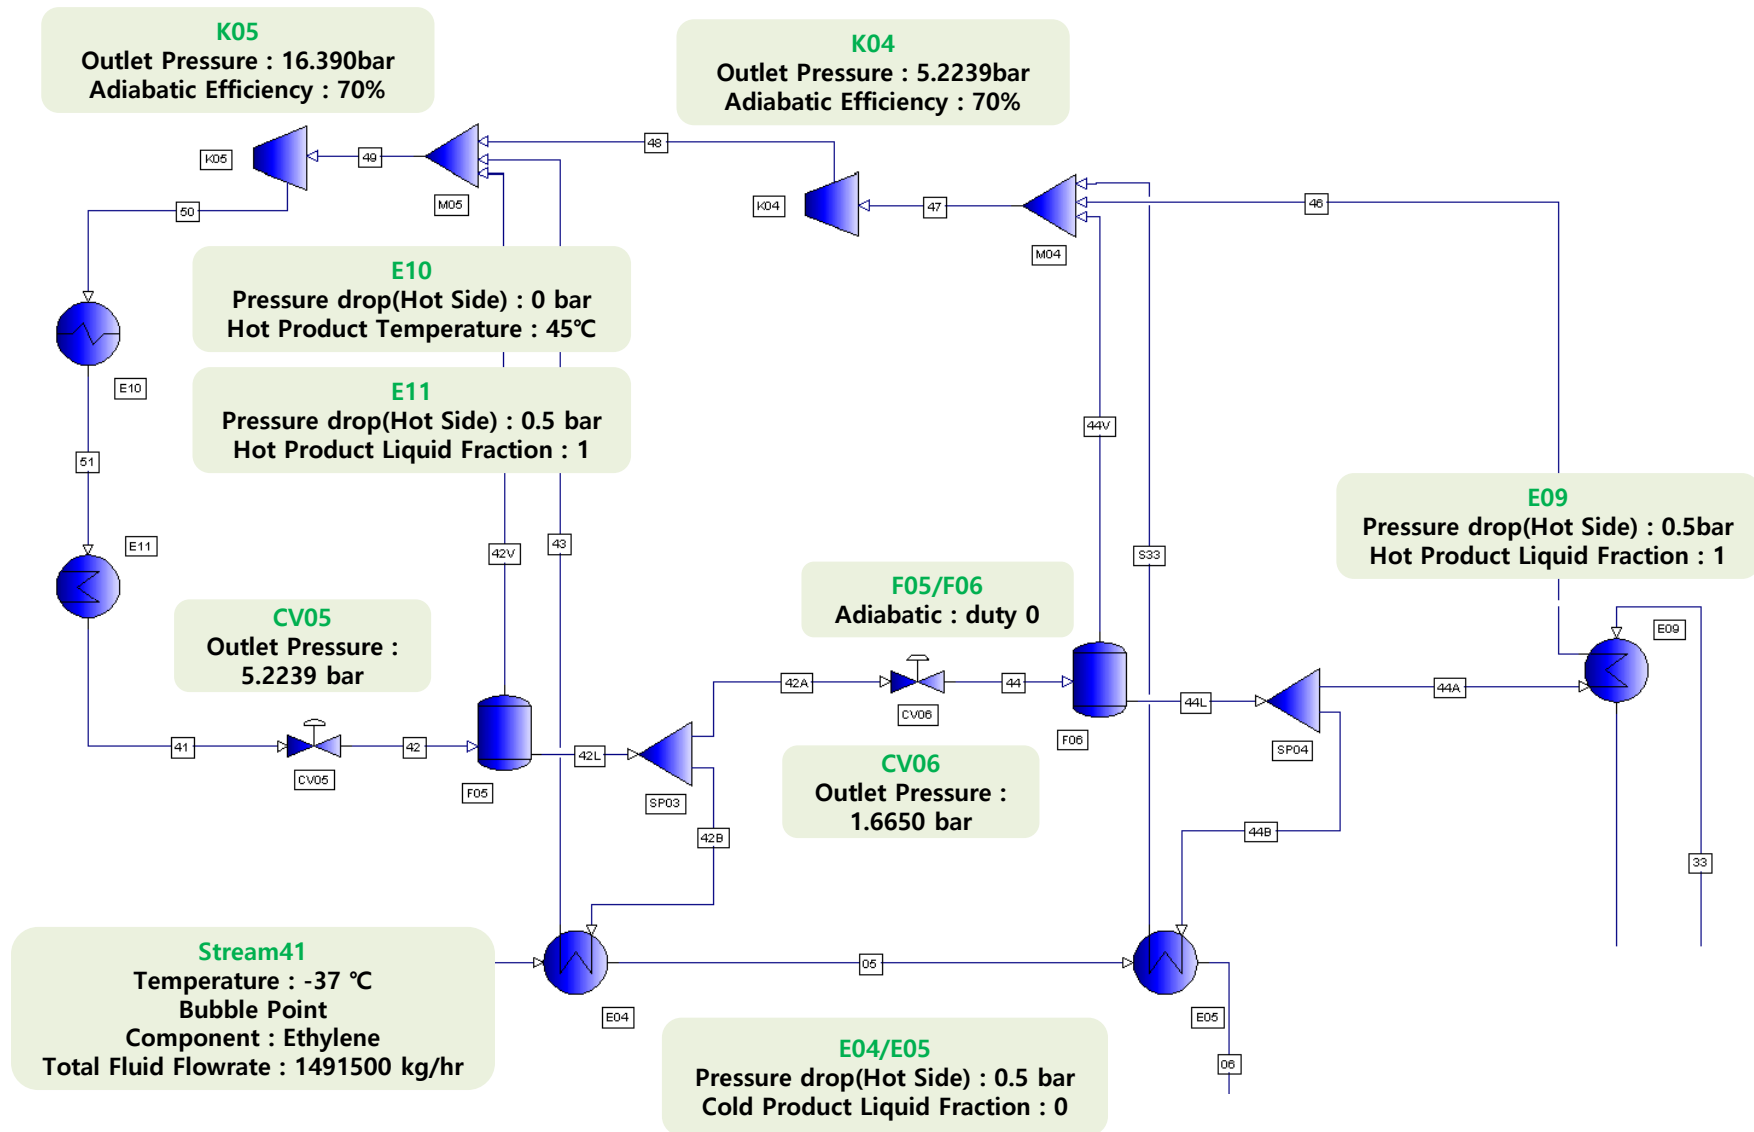 K05
Outlet Pressure : 16.390bar
Adiabatic Efficiency : 70%
K04
Outlet Pressure : 5.2239bar
Adiabatic Efficiency : 70%
K05
49
M05
48
K04
47
M04
46
50
E10
Pressure drop(Hot Side) : 0 bar
Hot Product Temperature : 45℃
E10
E11
Pressure drop(Hot Side) : 0.5 bar
Hot Product Liquid Fraction : 1
44V
51
E11
42V
43
S33
E09
Pressure drop(Hot Side) : 0.5bar
Hot Product Liquid Fraction : 1
CV05
Outlet Pressure :
5.2239 bar
F05/F06
Adiabatic : duty 0
E09
41
CV05
42
F05
42L
SP03
42A
CV06
44
F06
44L
44A
SP04
CV06
Outlet Pressure :
1.6650 bar
42B
44B
33
Stream41
Temperature : -37 ℃
Bubble Point
Component : Ethylene
Total Fluid Flowrate : 1491500 kg/hr
E04
05
E05
06
E04/E05
Pressure drop(Hot Side) : 0.5 bar
Cold Product Liquid Fraction : 0